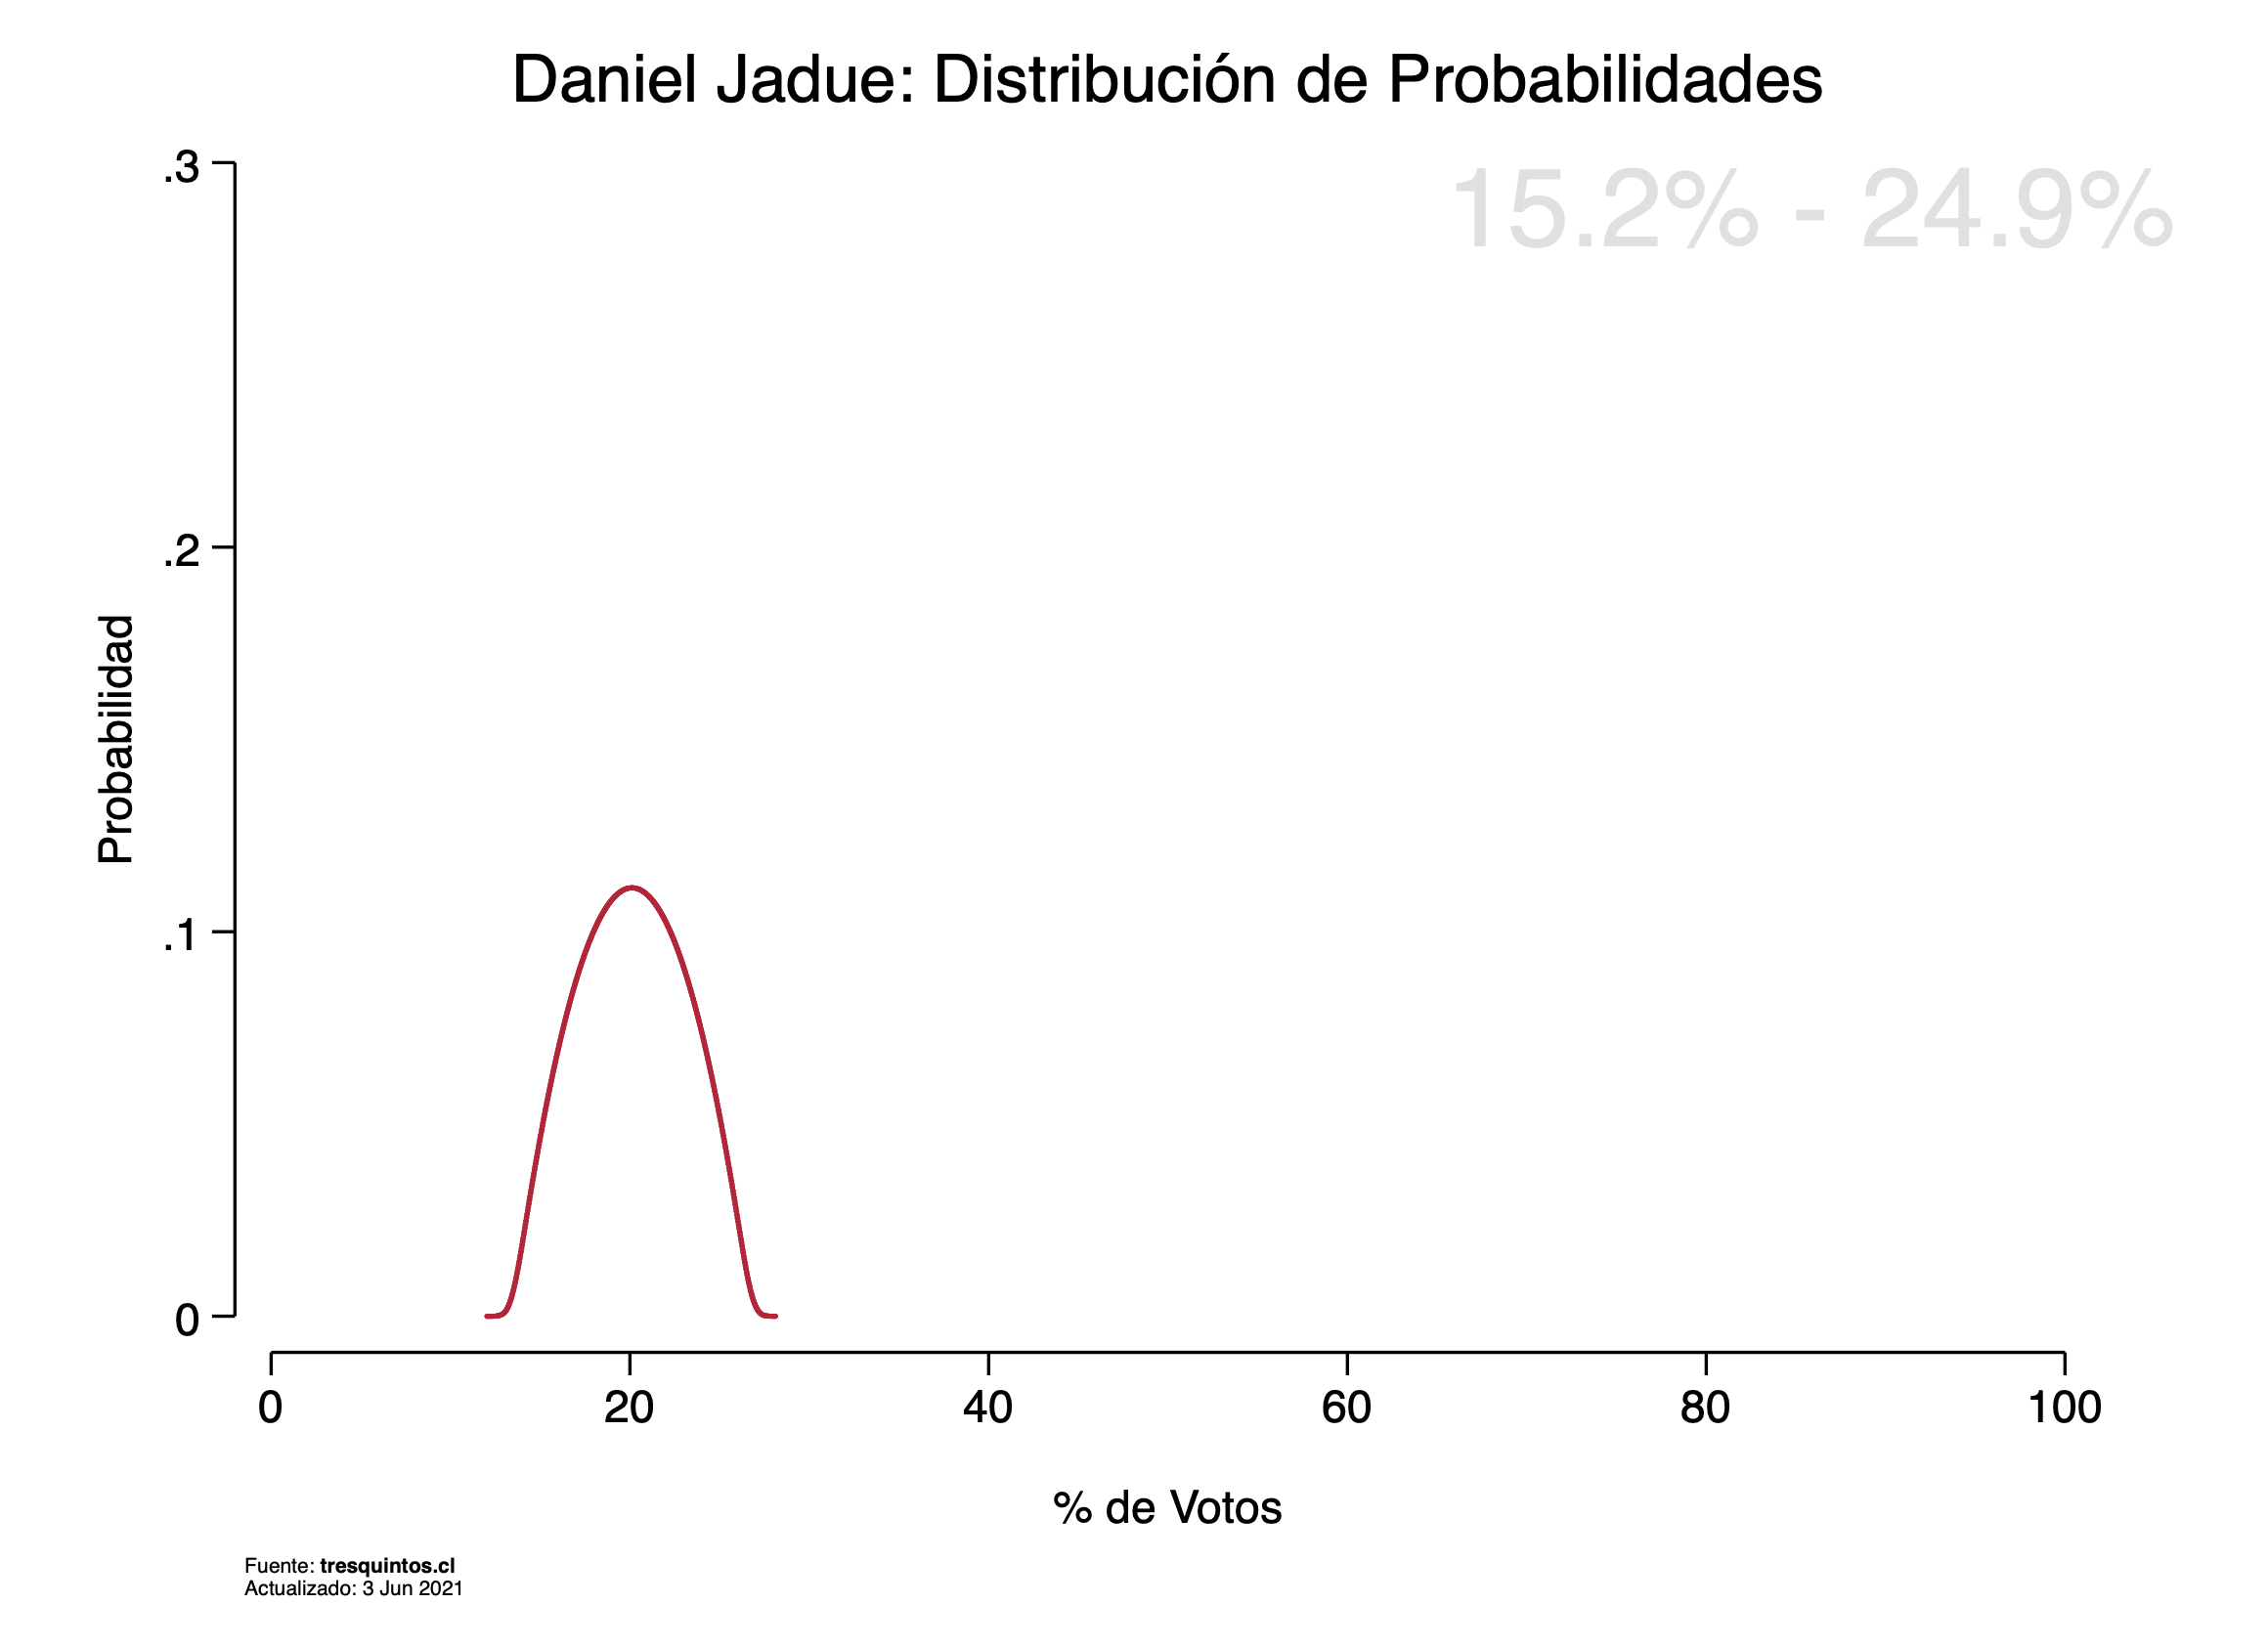 Daniel Jadue: Distribución de Probabilidades
15.2% - 24.9%
.3
.2
.1
0
Probabilidad
0 20 40 60 80 100
% de Votos
Fuente: tresquintos.cl
Actualizado: 3 Jun 2021